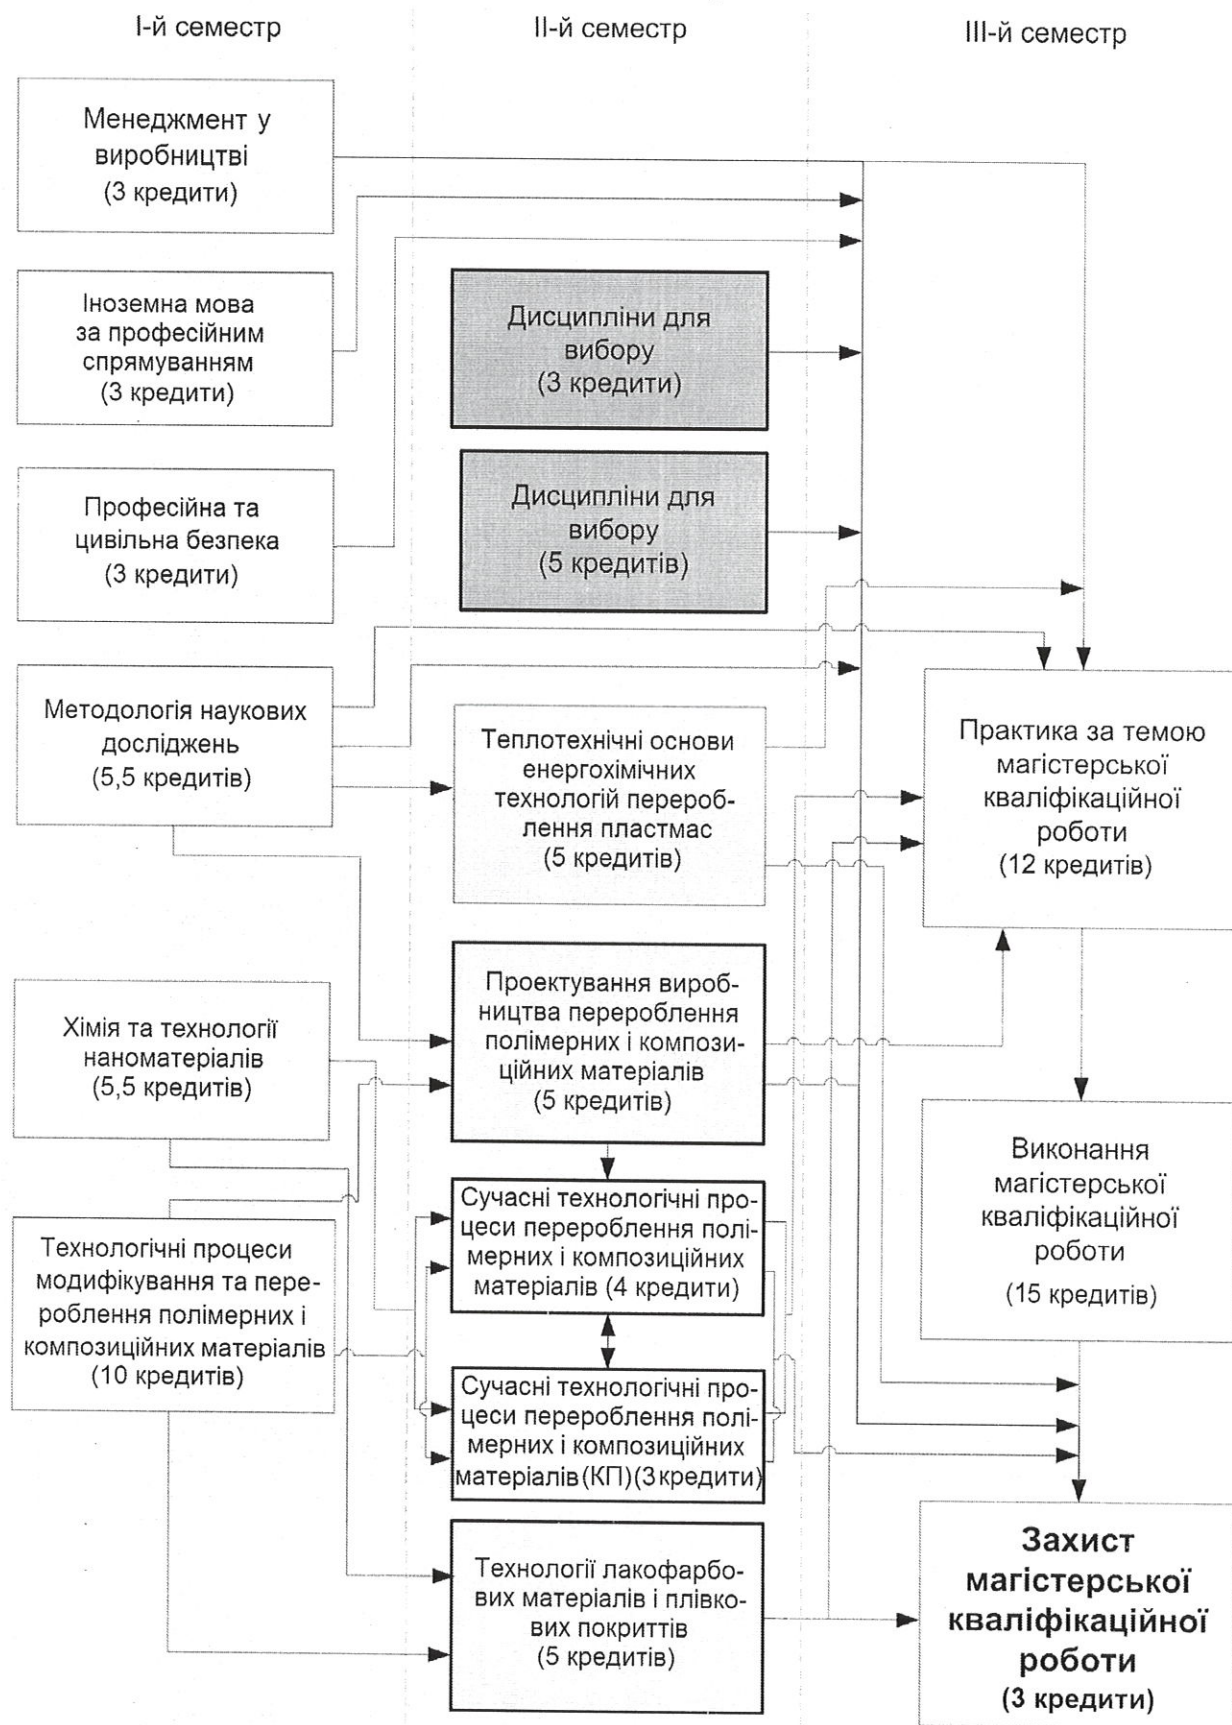 І-й семестр
ІІ-й семестр
ІІІ-й семестр
Менеджмент у
виробництві
(3 кредити)
Іноземна мова
за професійним
спрямуванням
(3 кредити)
Професійна та
цивільна безпека
(3 кредити)
Методологія наукових
досліджень
(5,5 кредитів)
Хімія та технології
наноматеріалів
(5,5 кредитів)
Технологічні процеси
модифікування та пере-
роблення полімерних і
композиційних матеріалів
(10 кредитів)
Дисципліни для
вибору
(3 кредити)
Дисципліни для
вибору
(5 кредитів)
Теплотехнічні основи
енергохімічних
технологій перероб-
лення пластмас
(5 кредитів)
Проектування вироб-
ництва перероблення
полімерних і компози-
ційних матеріалів
(5 кредитів)
Сучасні технологічні про-
цеси перероблення полі-
мерних і композиційних
матеріалів (4 кредити)
Сучасні технологічні про-
цеси перероблення полі-
мерних і композиційних
матеріалів (КП) (3 кредити)
Технології лакофарбо-
вих матеріалів і плівко-
вих покриттів
(5 кредитів)
Практика за темою
магістерської
кваліфікаційної
роботи
(12 кредитів)
Виконання
магістерської
кваліфікаційної
роботи
(15 кредитів)
Захист
магістерської
кваліфікаційної
роботи
(3 кредити)